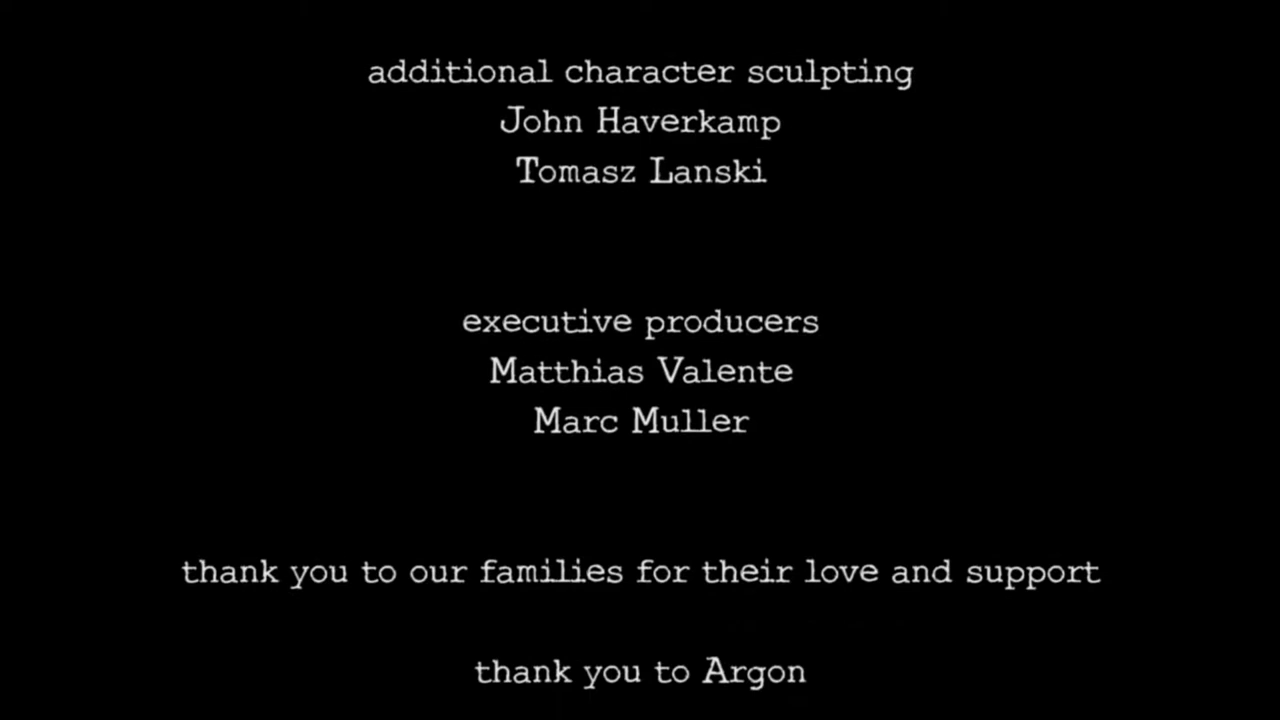 additional character sculpting
John Haverkamp
Tomasz Lanski
executive producers
Matthias Valente
Marc Muller
thank you to our families for their love and support
thank you to Argon